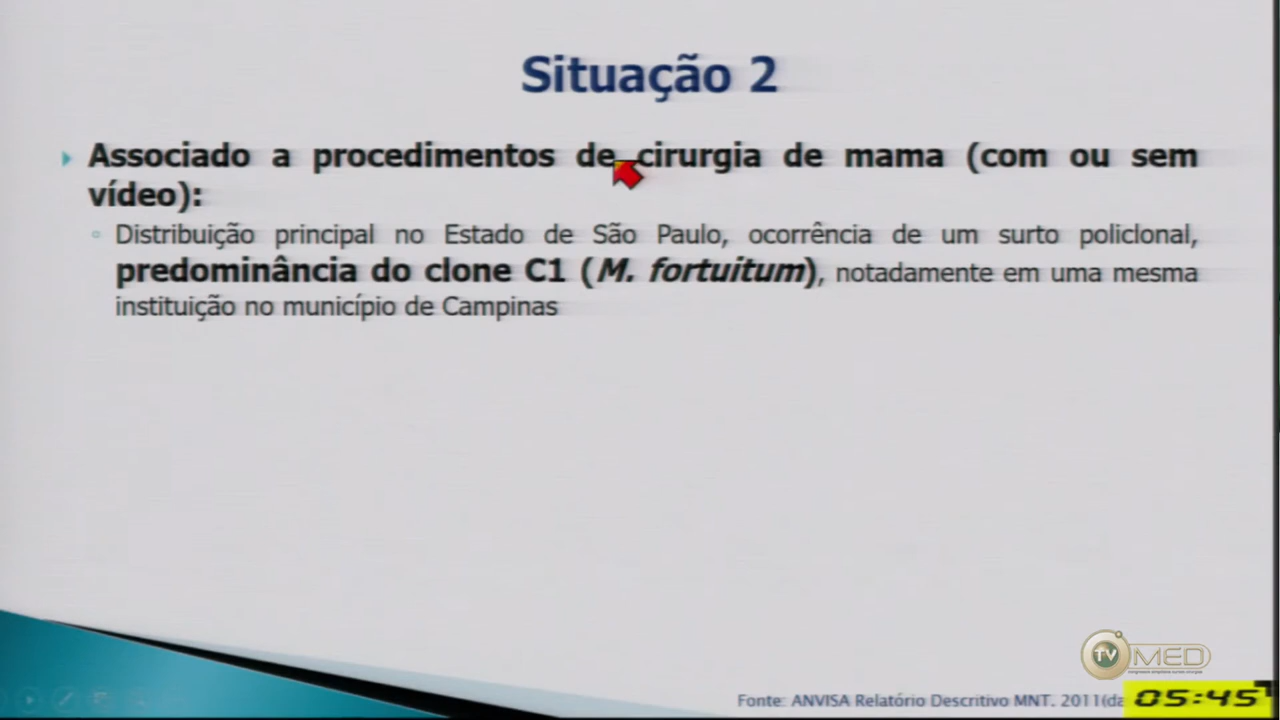 Situação 2
Associado a procedimentos de cirurgia de mama (com ou sem
vídeo):
Distribuição principal no Estado de São Paulo, ocorrência de um surto policlonal,
predominância do clone C1 (M. fortuitum), notadamente em uma mesma
instituição no município de Campinas
TV MED
Fonte: ANVISA Relatório Descritivo MNT. 2011(da
05:45